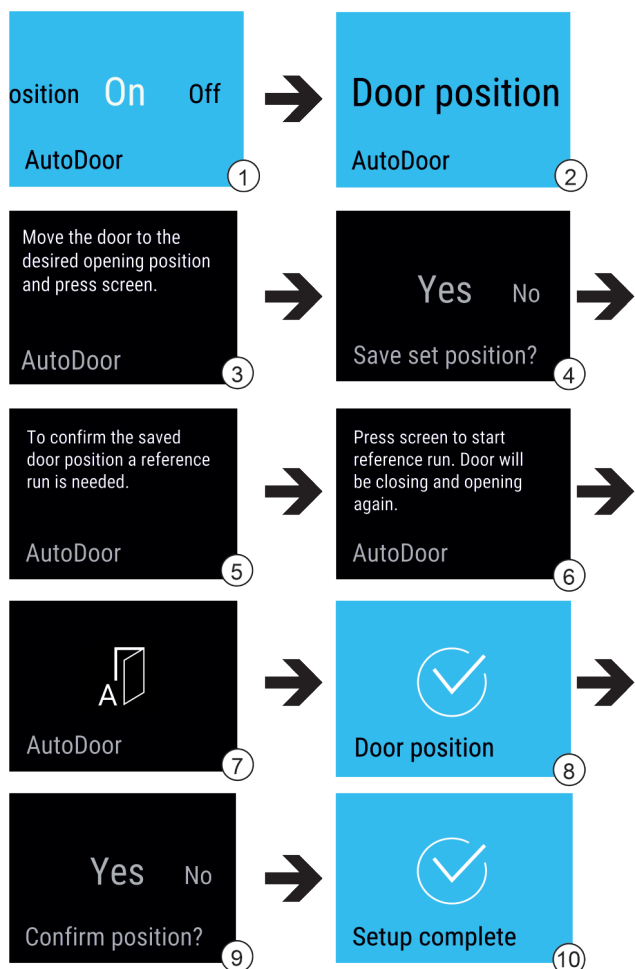 osition On Off
AutoDoor
1
Door position
AutoDoor
2
Move the door to the
desired opening position
and press screen.
AutoDoor
3
Yes No
Save set position?
4
To confirm the saved
door position a reference
run is needed.
AutoDoor
5
Press screen to start
reference run. Door will
be closing and opening
again.
AutoDoor
6
A
AutoDoor
7
Door position
8
Yes No
Confirm position?
9
Setup complete
10